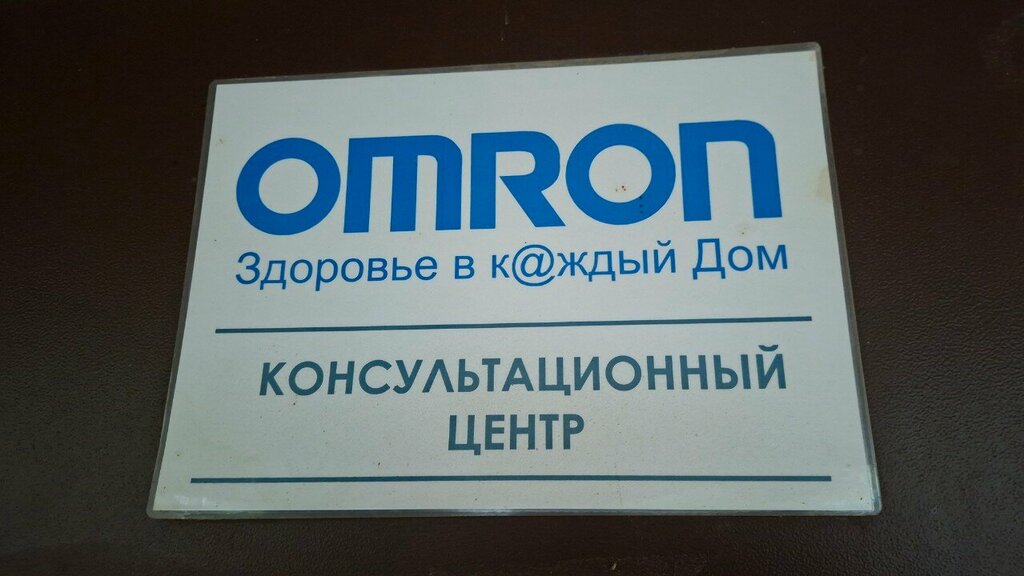 OMRON
Здоровье в к@ждый Дом
КОНСУЛЬТАЦИОННЫЙ
ЦЕНТР